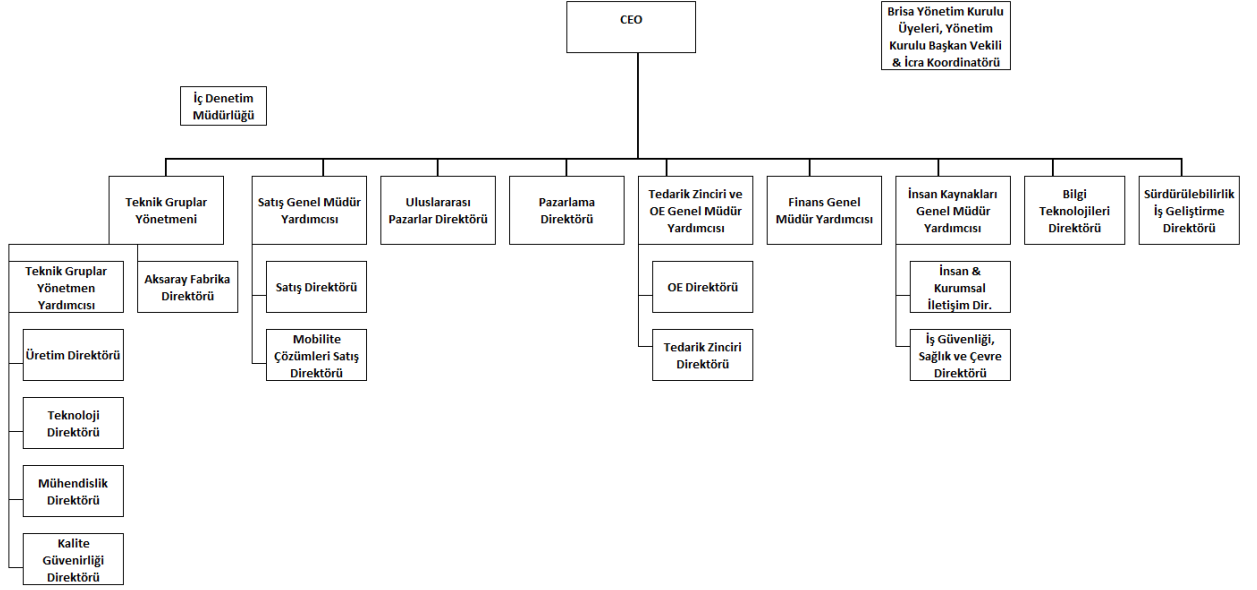 CEO
Brisa Yönetim Kurulu
Üyeleri, Yönetim
Kurulu Başkan Vekili
& İcra Koordinatörü
İç Denetim
Müdürlüğü
Teknik Gruplar
Yönetmeni
Satış Genel Müdür
Yardımcısı
Uluslararası
Pazarlar Direktörü
Pazarlama
Direktörü
Tedarik Zinciri ve
OE Genel Müdür
Yardımcısı
Finans Genel
Müdür Yardımcısı
İnsan Kaynakları
Genel Müdür
Yardımcısı
Bilgi
Teknolojileri
Direktörü
Sürdürülebilirlik
İş Geliştirme
Direktörü
Teknik Gruplar
Yönetmen
Yardımcısı
Aksaray Fabrika
Direktörü
Satış Direktörü
OE Direktörü
İnsan &
Kurumsal
İletişim Dir.
Üretim Direktörü
Mobilite
Çözümleri Satış
Direktörü
Tedarik Zinciri
Direktörü
İş Güvenliği,
Sağlık ve Çevre
Direktörü
Teknoloji
Direktörü
Mühendislik
Direktörü
Kalite
Güvenirliği
Direktörü